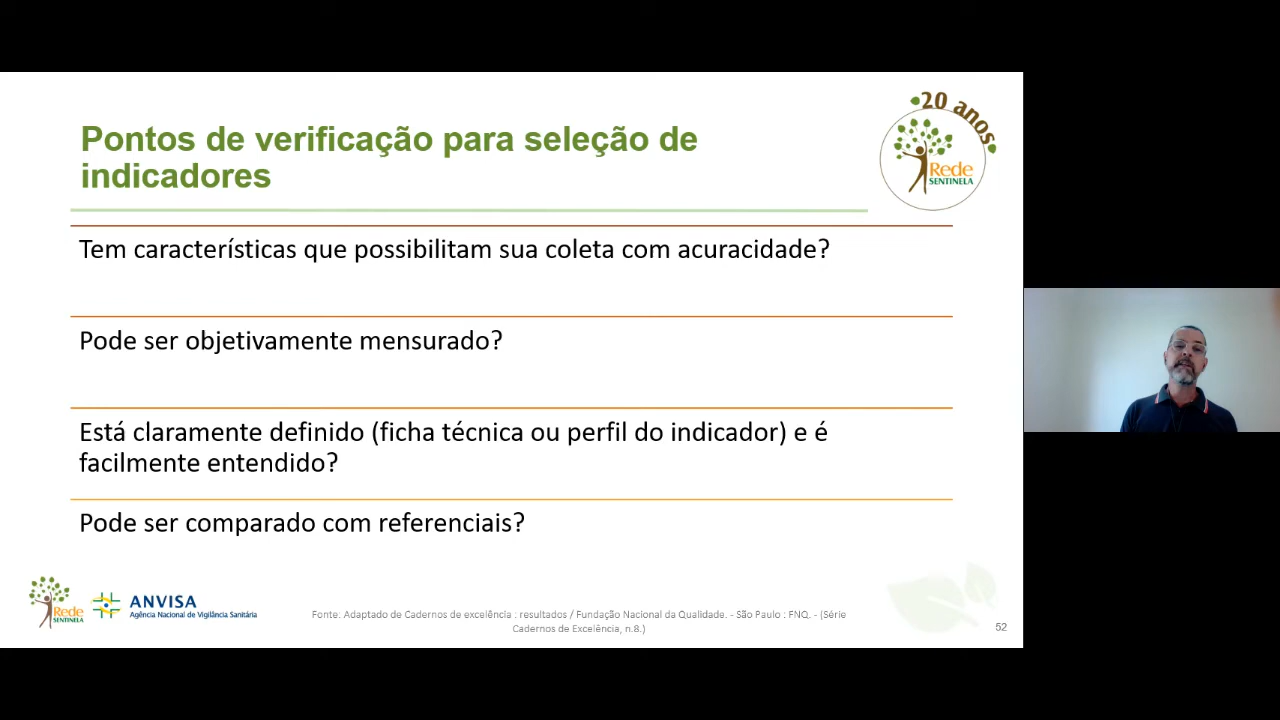 20 anos
Rede
SENTINELA
Pontos de verificação para seleção de
indicadores
Tem características que possibilitam sua coleta com acuracidade?
Pode ser objetivamente mensurado?
Está claramente definido (ficha técnica ou perfil do indicador) e é
facilmente entendido?
Pode ser comparado com referenciais?
Rede
SENTINELA
ANVISA
Agência Nacional de Vigilância Sanitária
Fonte: Adaptado de Cadernos de excelência : resultados / Fundação Nacional da Qualidade. - São Paulo : FNQ. - (Série
Cadernos de Excelência, n.8.)
52